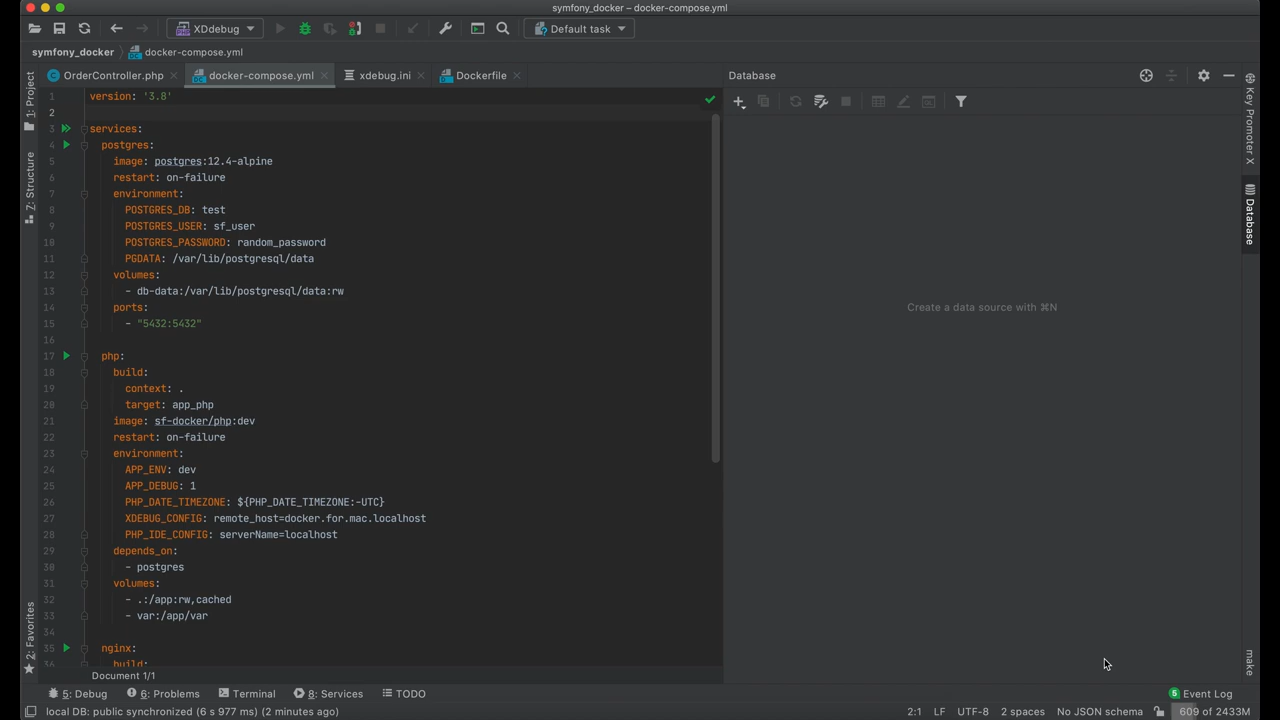 symfony_docker – docker-compose.yml
XDdebug
Default task
symfony_docker
docker-compose.yml
OrderController.php
docker-compose.yml
xdebug.ini
Dockerfile
Database
1: Project
Z: Structure
2: Favorites
1 version: '3.8'
2
3 services:
4 postgres:
5 image: postgres:12.4-alpine
6 restart: on-failure
7 environment:
8 POSTGRES_DB: test
9 POSTGRES_USER: sf_user
10 POSTGRES_PASSWORD: random_password
11 PGDATA: /var/lib/postgresql/data
12 volumes:
13 - db-data:/var/lib/postgresql/data:rw
14 ports:
15 - "5432:5432"
16
17 php:
18 build:
19 context: .
20 target: app_php
21 image: sf-docker/php:dev
22 restart: on-failure
23 environment:
24 APP_ENV: dev
25 APP_DEBUG: 1
26 PHP_DATE_TIMEZONE: ${PHP_DATE_TIMEZONE:-UTC}
27 XDEBUG_CONFIG: remote_host=docker.for.mac.localhost
28 PHP_IDE_CONFIG: serverName=localhost
29 depends_on:
30 - postgres
31 volumes:
32 - .:/app:rw,cached
33 - var:/app/var
34
35 nginx:
36 build:
Document 1/1
Create a data source with ⌘N
Key Promoter X
Database
make
5: Debug
6: Problems
Terminal
8: Services
TODO
5 Event Log
local DB: public synchronized (6 s 977 ms) (2 minutes ago)
2:1
LF
UTF-8
2 spaces
No JSON schema
609 of 2433M